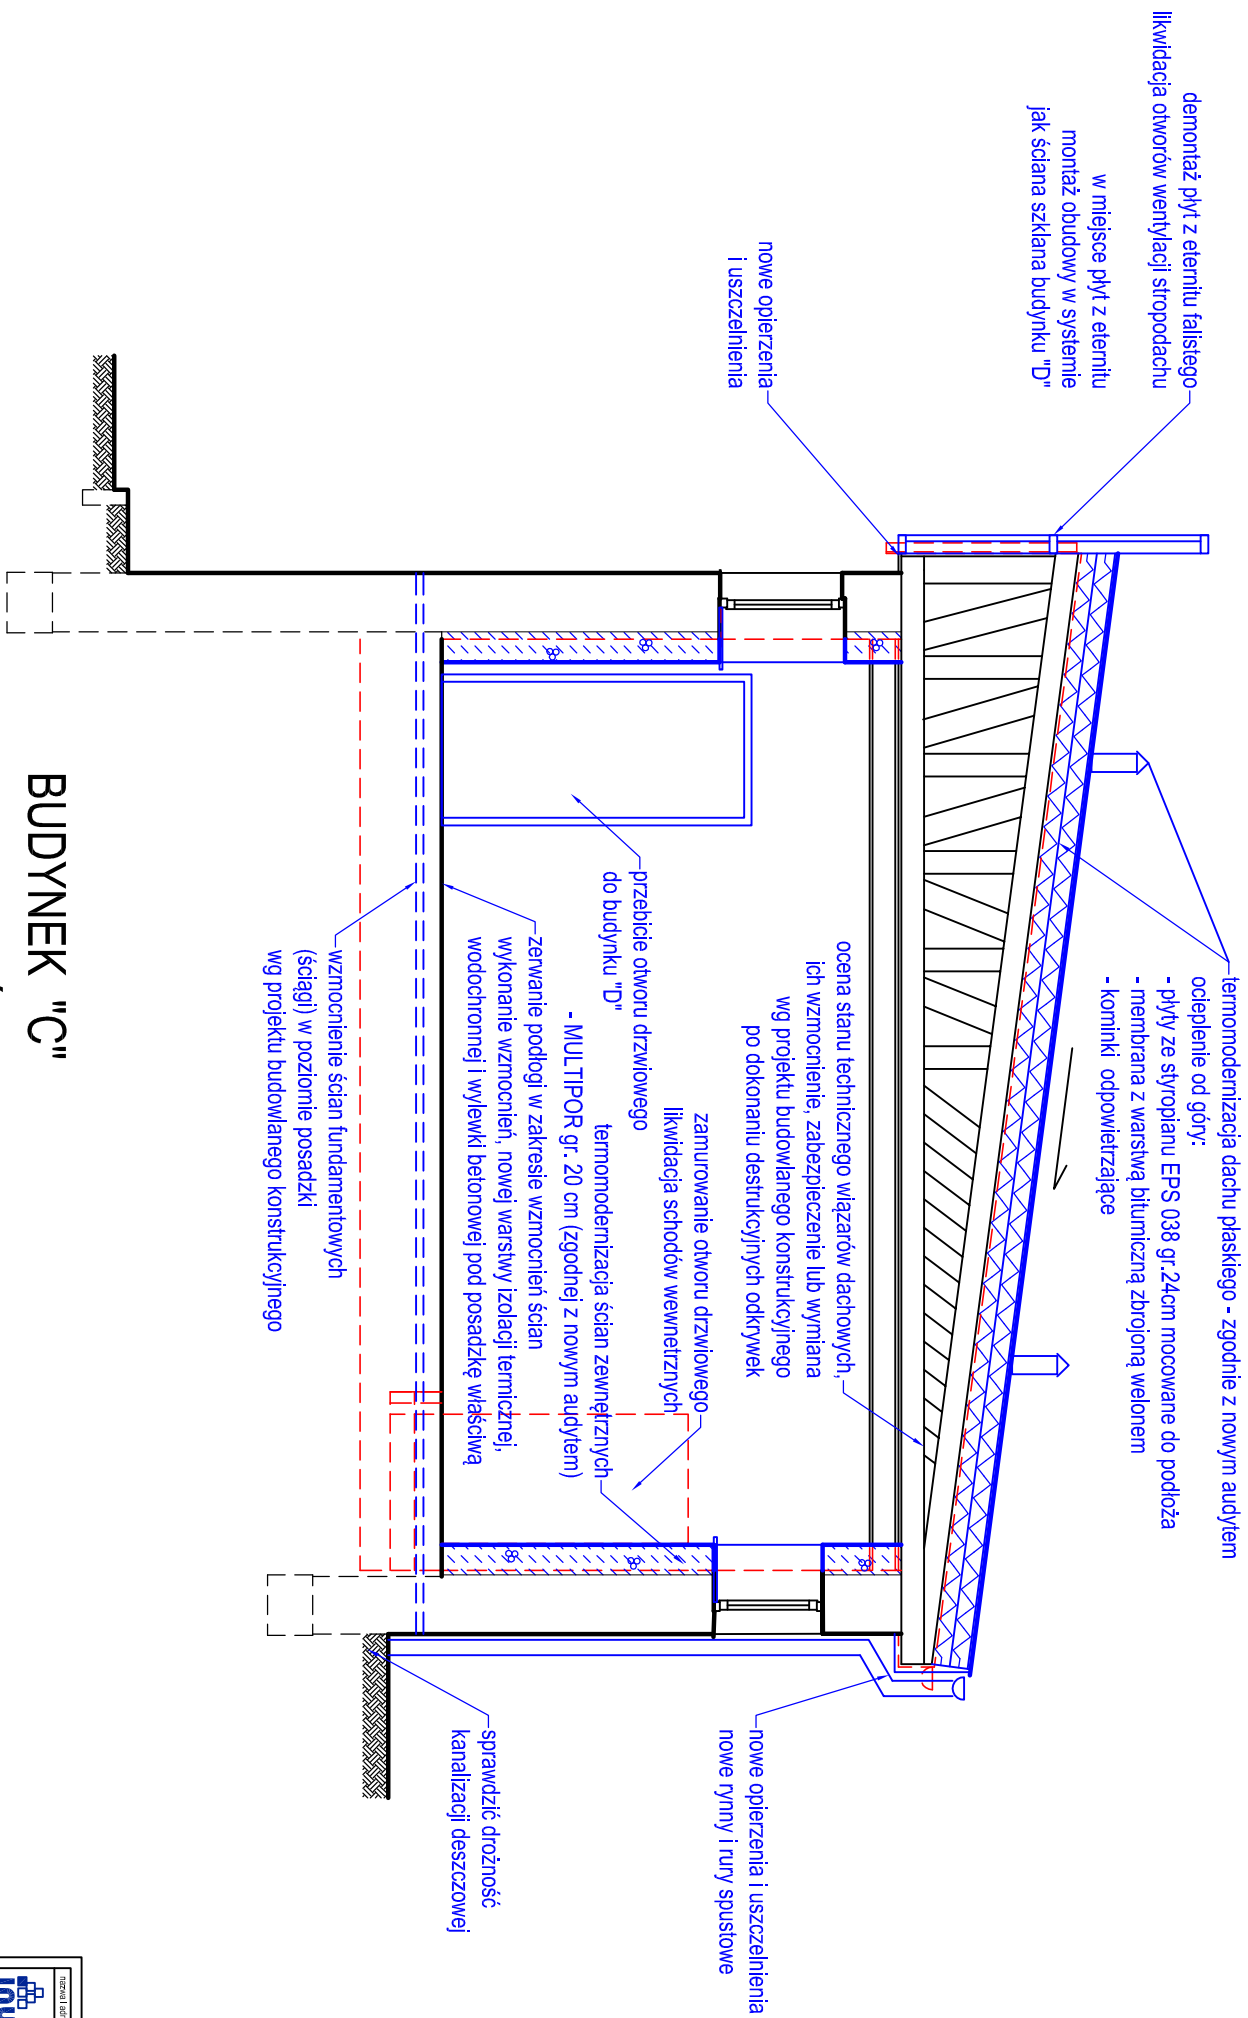 demontaż płyt z eternitu falistego
likwidacja otworów wentylacji stropodachu
w miejsce płyt z eternitu
montaż obudowy w systemie
jak ściana szklana budynku "D"
nowe opierzenia
i uszczelnienia
termomodernizacja dachu płaskiego - zgodnie z nowym audytem
ocieplenie od góry:
- płyty ze styropianu EPS 038 gr.24cm mocowane do podłoża
- membrana z warstwą bitumiczną zbrojoną welonem
- kominki odpowietrzające
ocena stanu technicznego wiązarów dachowych,
ich wzmocnienie, zabezpieczenie lub wymiana
wg projektu budowlanego konstrukcyjnego
po dokonaniu destrukcyjnych odkrywek
zamurowanie otworu drzwiowego
likwidacja schodów wewnetrznych
przebicie otworu drzwiowego
do budynku "D"
termomodernizacja ścian zewnętrznych
- MULTIPOR gr. 20 cm (zgodnej z nowym audytem)
zerwanie podłogi w zakresie wzmocnień ścian
wykonanie wzmocnień, nowej warstwy izolacji termicznej,
wodochronnej i wylewki betonowej pod posadzkę właściwą
wzmocnienie ścian fundamentowych
(ściągi) w poziomie posadzki
wg projektu budowlanego konstrukcyjnego
nowe opierzenia i uszczelnienia
nowe rynny i rury spustowe
sprawdzić drożność
kanalizacji deszczowej
BUDYNEK "C"
nazwa i adr